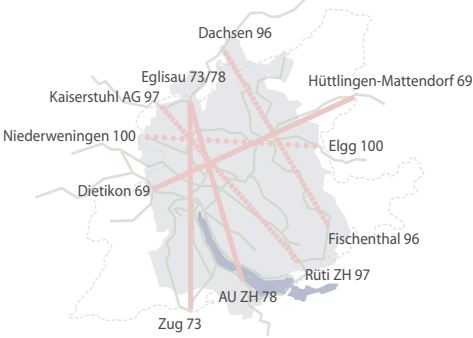 Dachsen 96
Eglisau 73/78
Hüttlingen-Mattendorf 69
Kaiserstuhl AG 97
Niederweningen 100
Elgg 100
Dietikon 69
Fischenthal 96
Rüti ZH 97
AU ZH 78
Zug 73